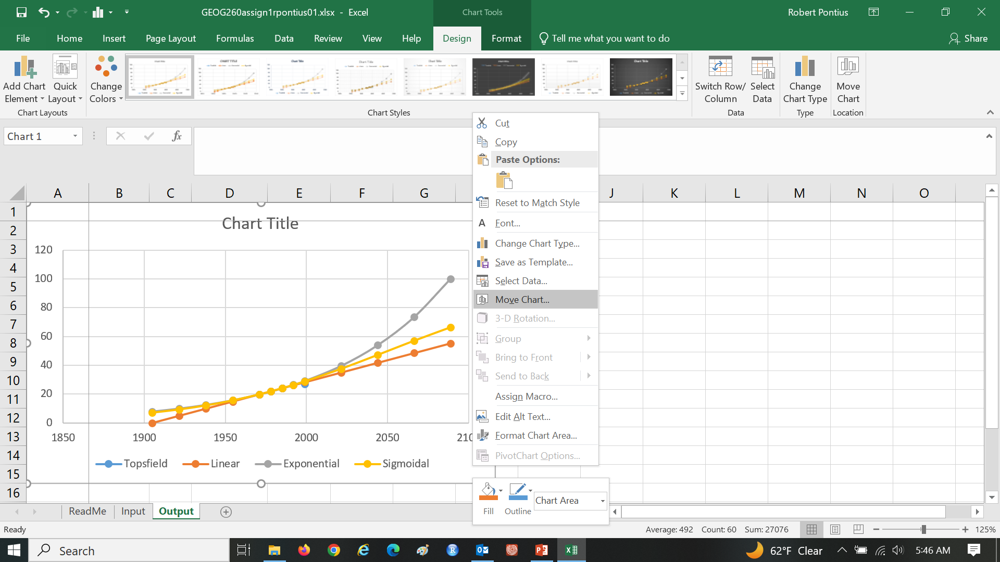 GEOG260assign1rpontius01.xlsx - Excel
Chart Tools
Robert Pontius
File Home Insert Page Layout Formulas Data Review View Help Design Format Tell me what you want to do Share
Add Chart Element
Quick Layout
Change Colors
Switch Row/ Column
Select Data
Change Chart Type
Move Chart
Chart Layouts
Chart Styles
Data
Type
Location
Chart 1
fx
Cut
Copy
Paste Options:
Reset to Match Style
Font...
Change Chart Type...
Save as Template...
Select Data...
Move Chart...
3-D Rotation...
Group
Bring to Front
Send to Back
Assign Macro...
Edit Alt Text...
Format Chart Area...
PivotChart Options...
A B C D E F G J K L M N O
1
2
3
4
5
6
7
8
9
10
11
12
13
14
15
16
Chart Title
120
100
80
60
40
20
0
1850 1900 1950 2000 2050 210
Topsfield Linear Exponential Sigmoidal
Fill Outline Chart Area
ReadMe Input Output
Ready
Average: 492 Count: 60 Sum: 27076
125%
Search
62°F Clear
5:46 AM